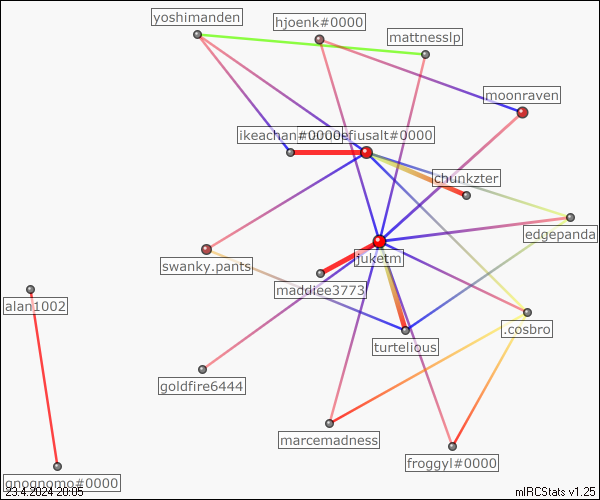 yoshimanden
hjoenk#0000
mattnesslp
moonraven
ikeachan#0000
efiusalt#0000
chunkzter
edgepanda
juketm
swanky.pants
maddiee3773
alan1002
.cosbro
turtelious
goldfire6444
marcemadness
froggyl#0000
gnognomo#0000
23.4.2024 20:05
mIRCStats v1.25